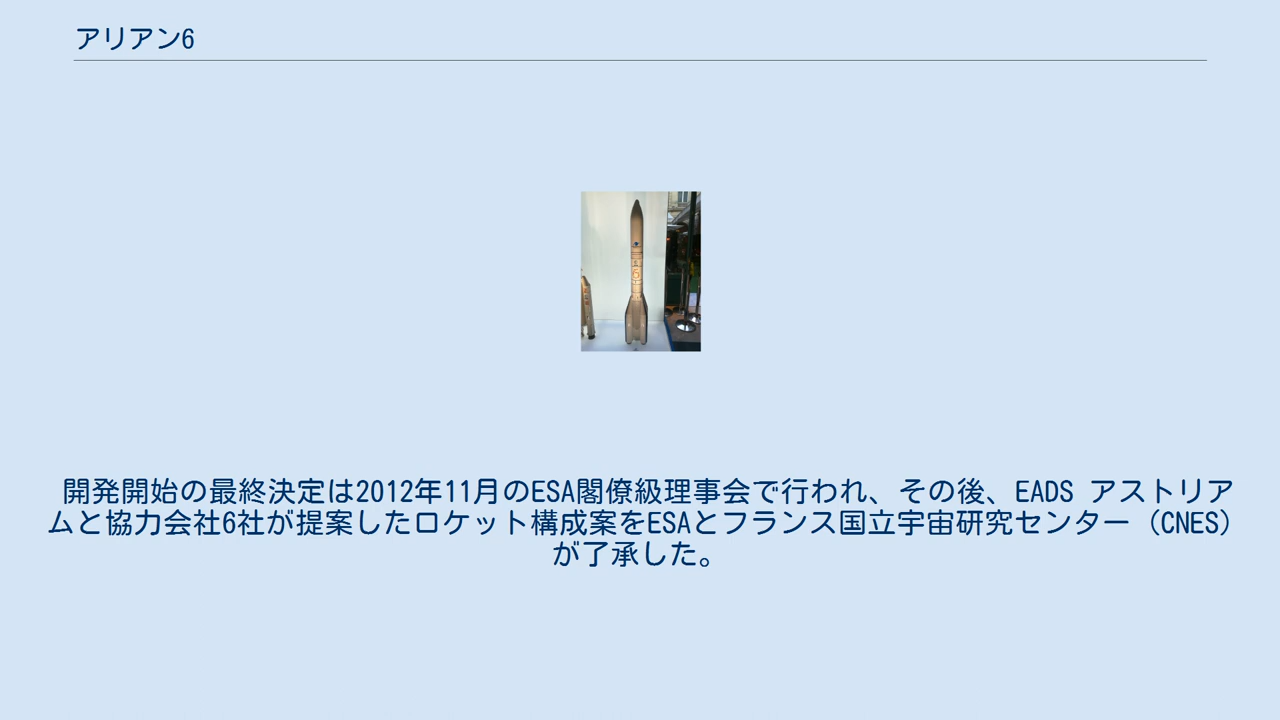 アリアン6
開発開始の最終決定は2012年11月のESA閣僚級理事会で行われ、その後、EADS アストリア
ムと協力会社6社が提案したロケット構成案をESAとフランス国立宇宙研究センター（CNES）
が了承した。